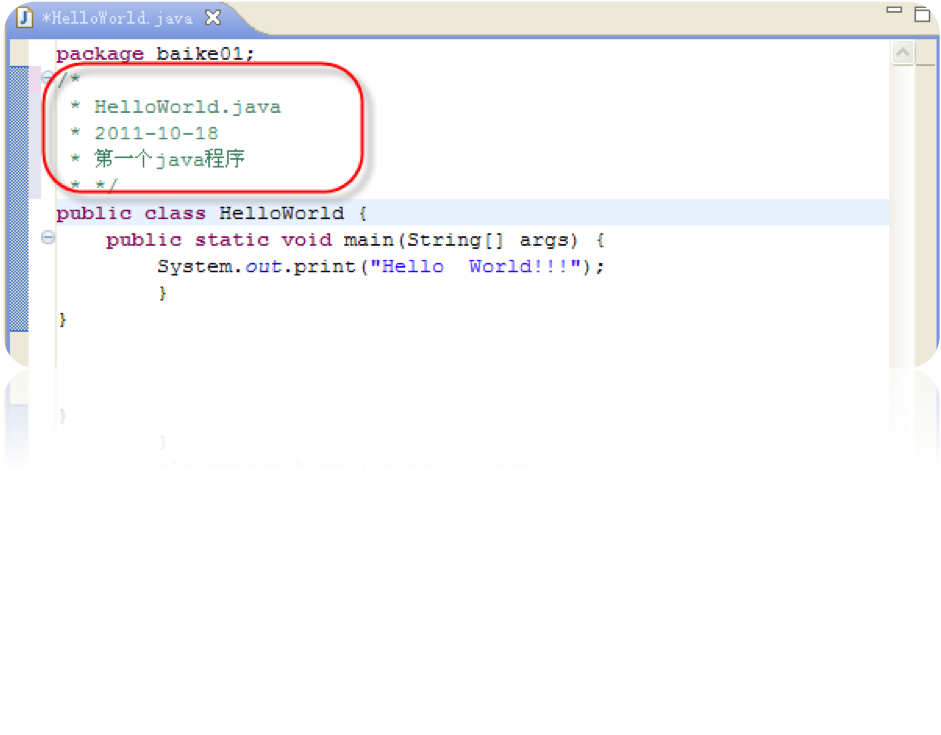 *HelloWorld.java
package baike01;
/*
 * HelloWorld.java
 * 2011-10-18
 * 第一个java程序
 * */
public class HelloWorld {
    public static void main(String[] args) {
        System.out.print("Hello  World!!!");
        }
}